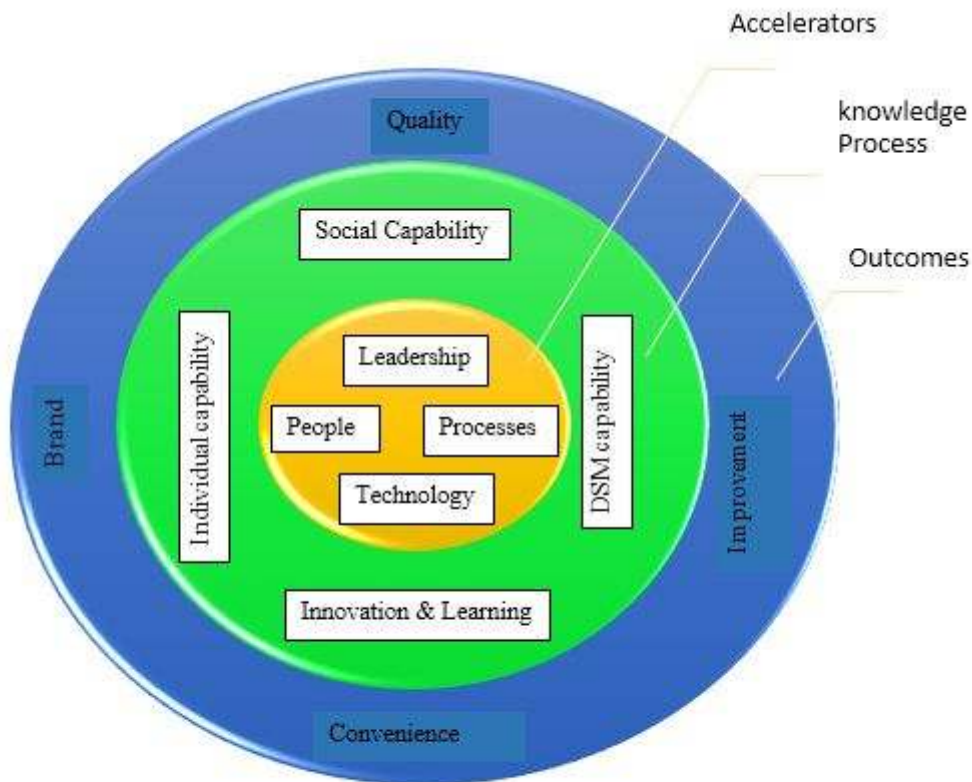 Accelerators
knowledge
Process
Outcomes
Quality
Social Capability
Individual capability
DSM capability
Leadership
People
Processes
Technology
Innovation & Learning
Brand
Improvement
Convenience